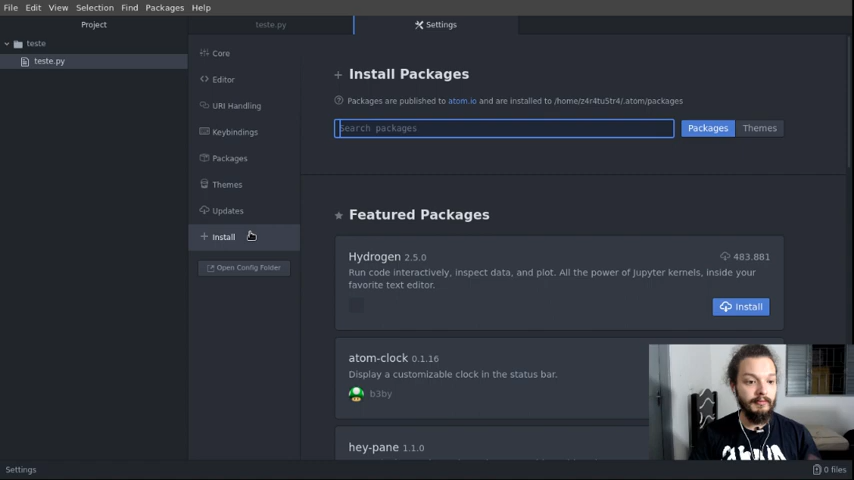 File Edit View Selection Find Packages Help
Project
teste.py
Settings
teste
teste.py
Core
Editor
URI Handling
Keybindings
Packages
Themes
Updates
Install
Open Config Folder
Install Packages
Packages are published to atom.io and are installed to /home/z4r4tu5tr4/.atom/packages
Search packages
Packages
Themes
Featured Packages
Hydrogen 2.5.0
483.881
Run code interactively, inspect data, and plot. All the power of Jupyter kernels, inside your
favorite text editor.
Install
atom-clock 0.1.16
Display a customizable clock in the status bar.
b3by
hey-pane 1.1.0
Settings
0 files